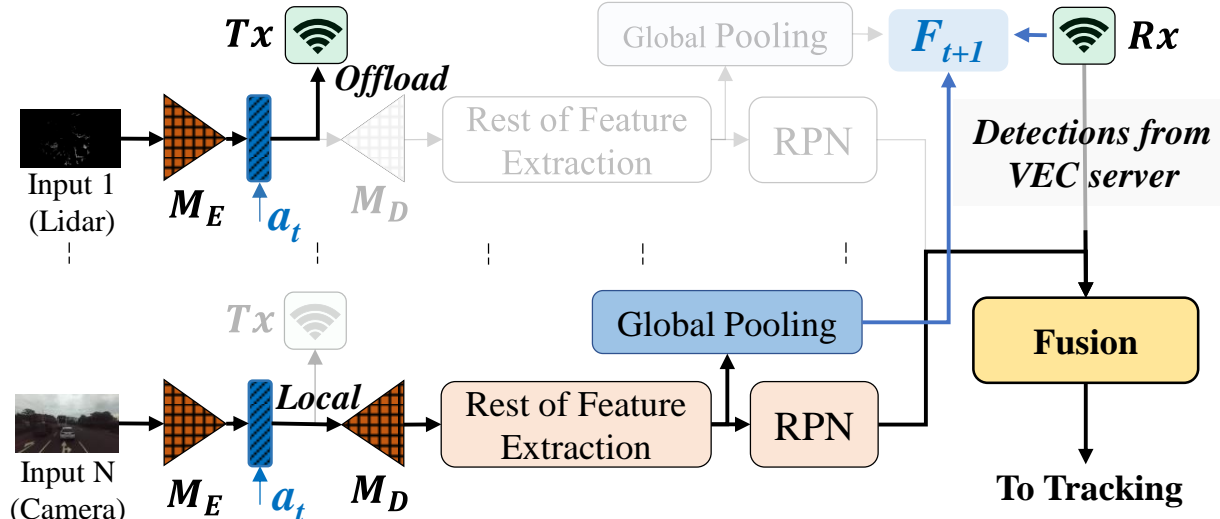 Tx
Offload
Global Pooling
F_{t+1}
Rx
Input 1
(Lidar)
M_E
a_t
M_D
Rest of Feature
Extraction
RPN
Detections from
VEC server
Tx
Local
Global Pooling
Input N
(Camera)
M_E
a_t
M_D
Rest of Feature
Extraction
RPN
Fusion
To Tracking